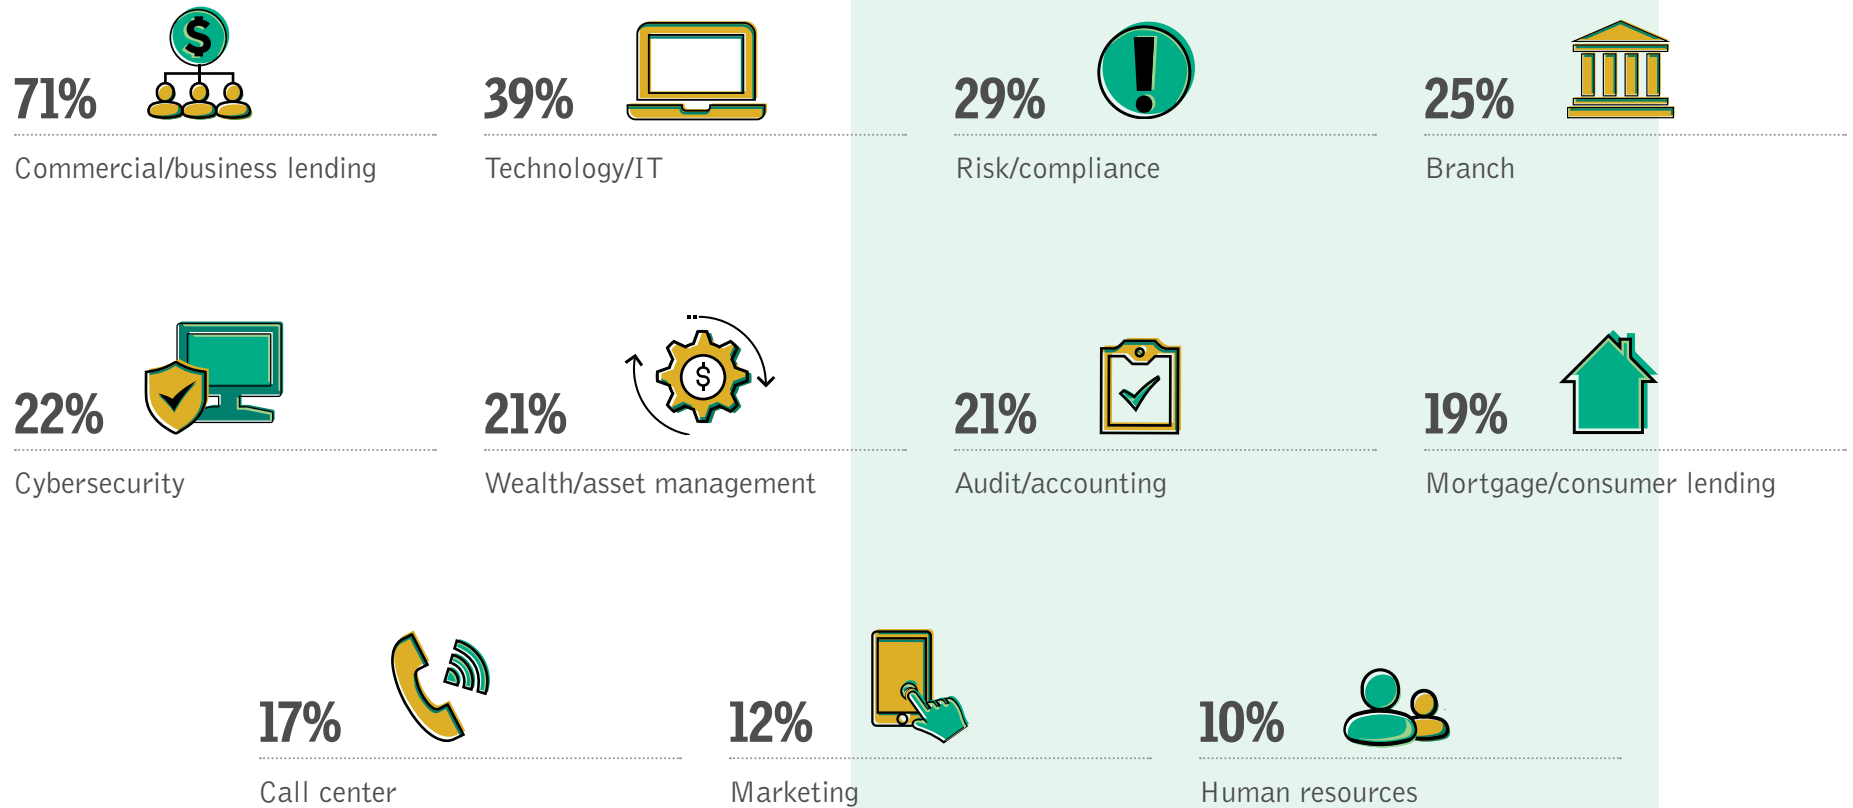 71%
Commercial/business lending
39%
Technology/IT
29%
Risk/compliance
25%
Branch
22%
Cybersecurity
21%
Wealth/asset management
21%
Audit/accounting
19%
Mortgage/consumer lending
17%
Call center
12%
Marketing
10%
Human resources